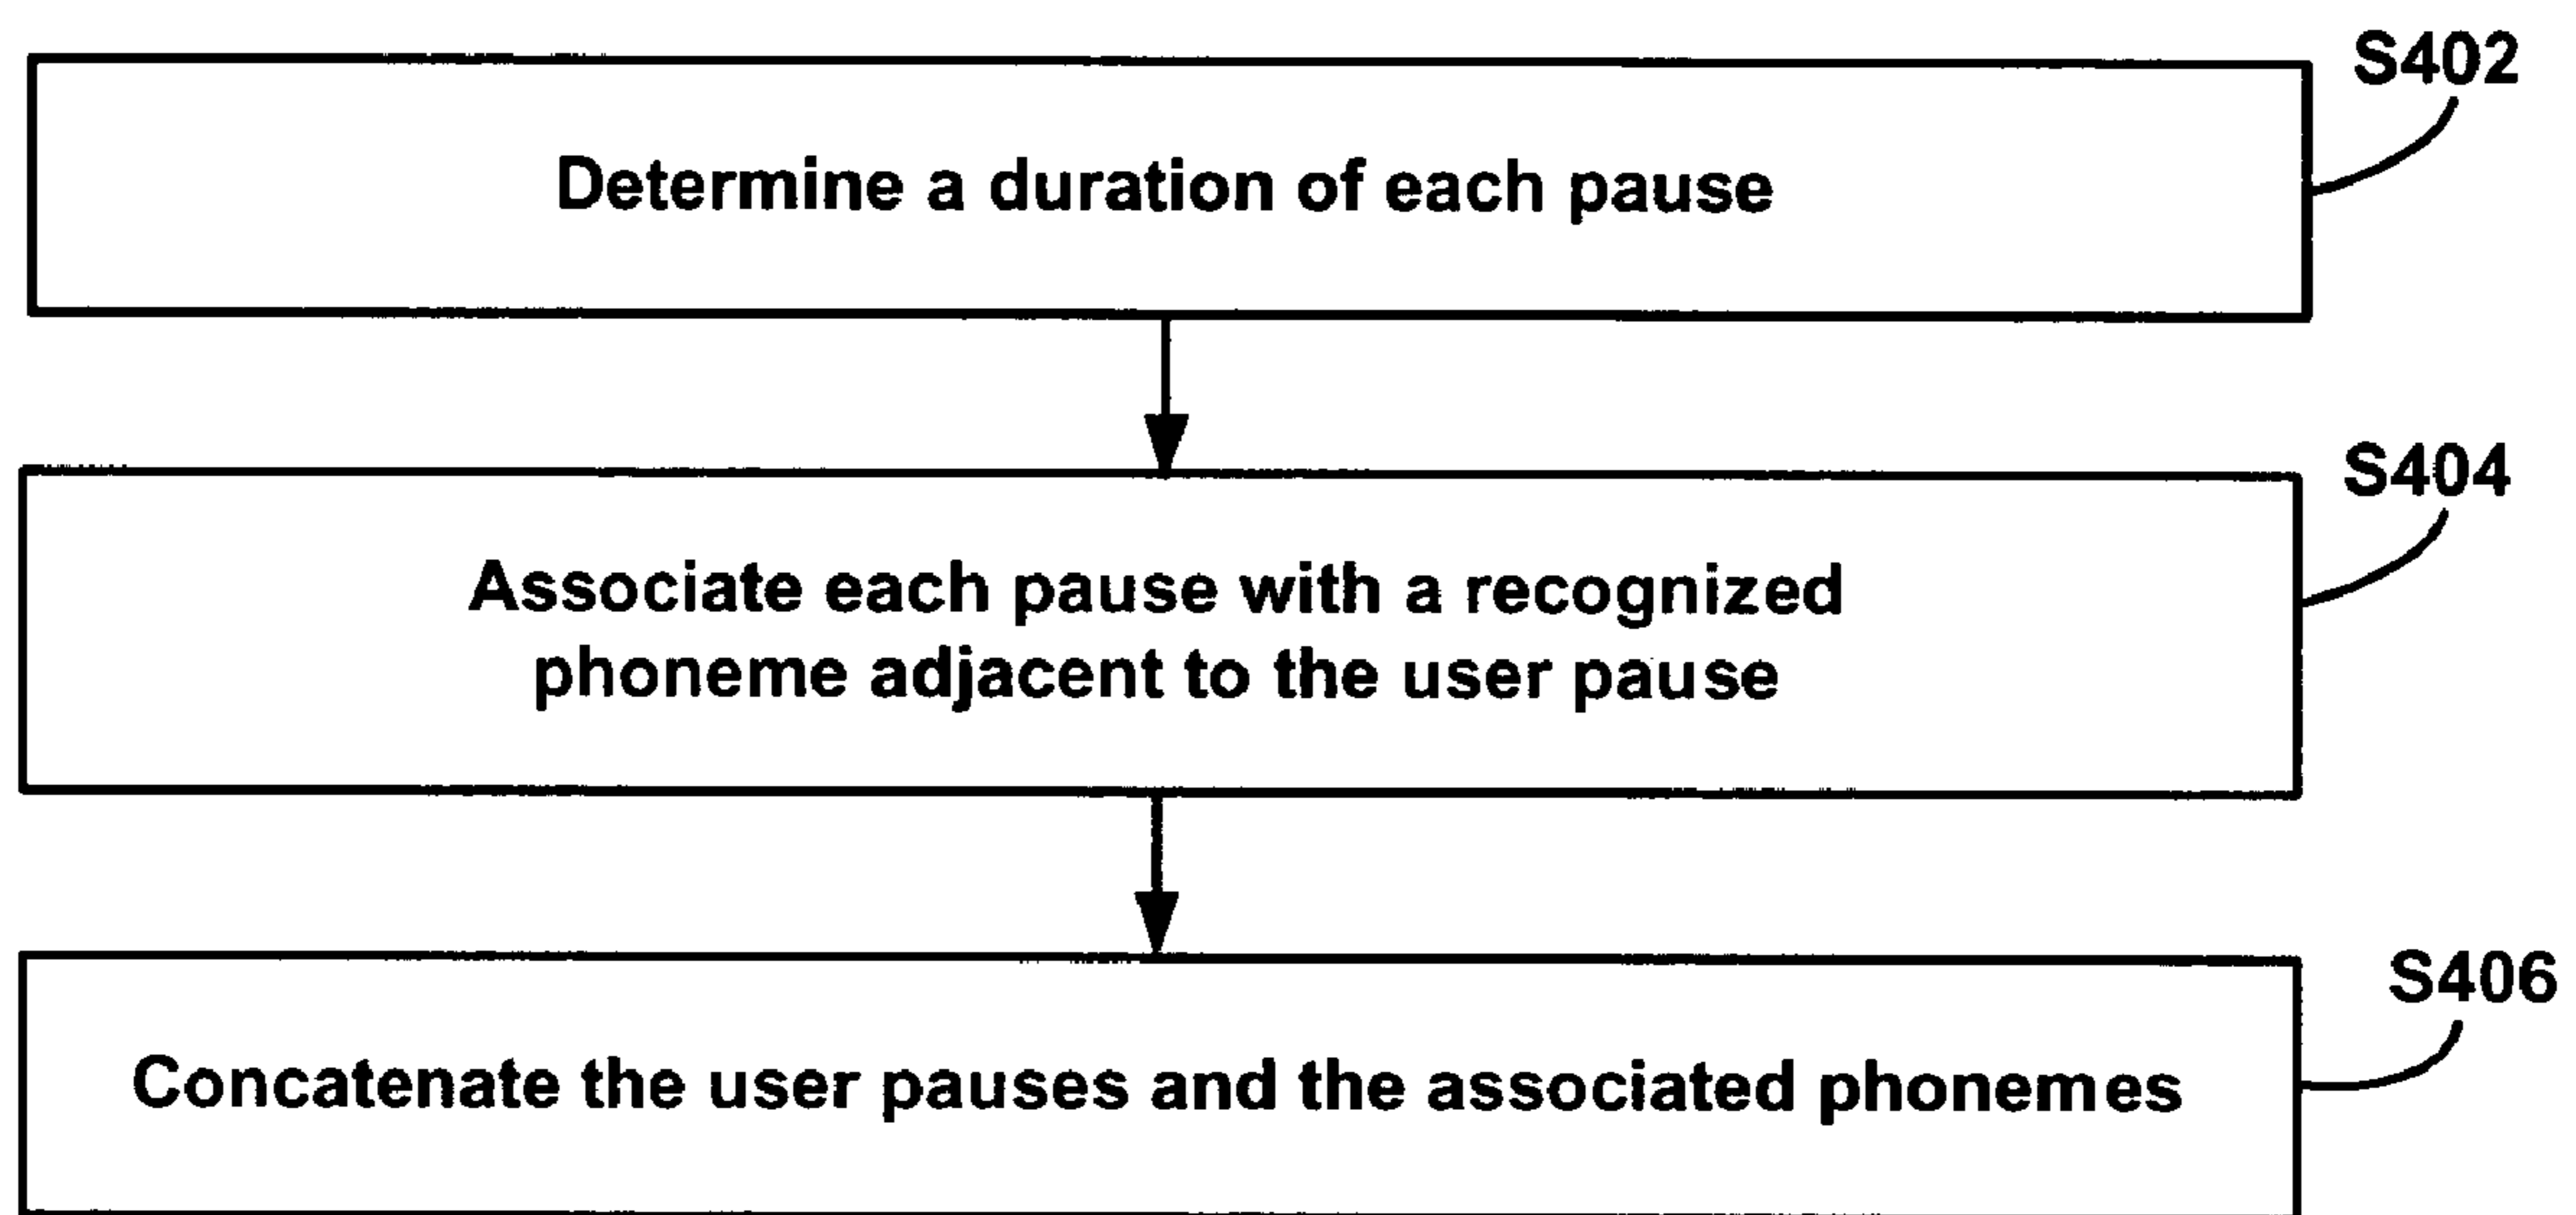 S402
Determine a duration of each pause
S404
Associate each pause with a recognized
phoneme adjacent to the user pause
S406
Concatenate the user pauses and the associated phonemes